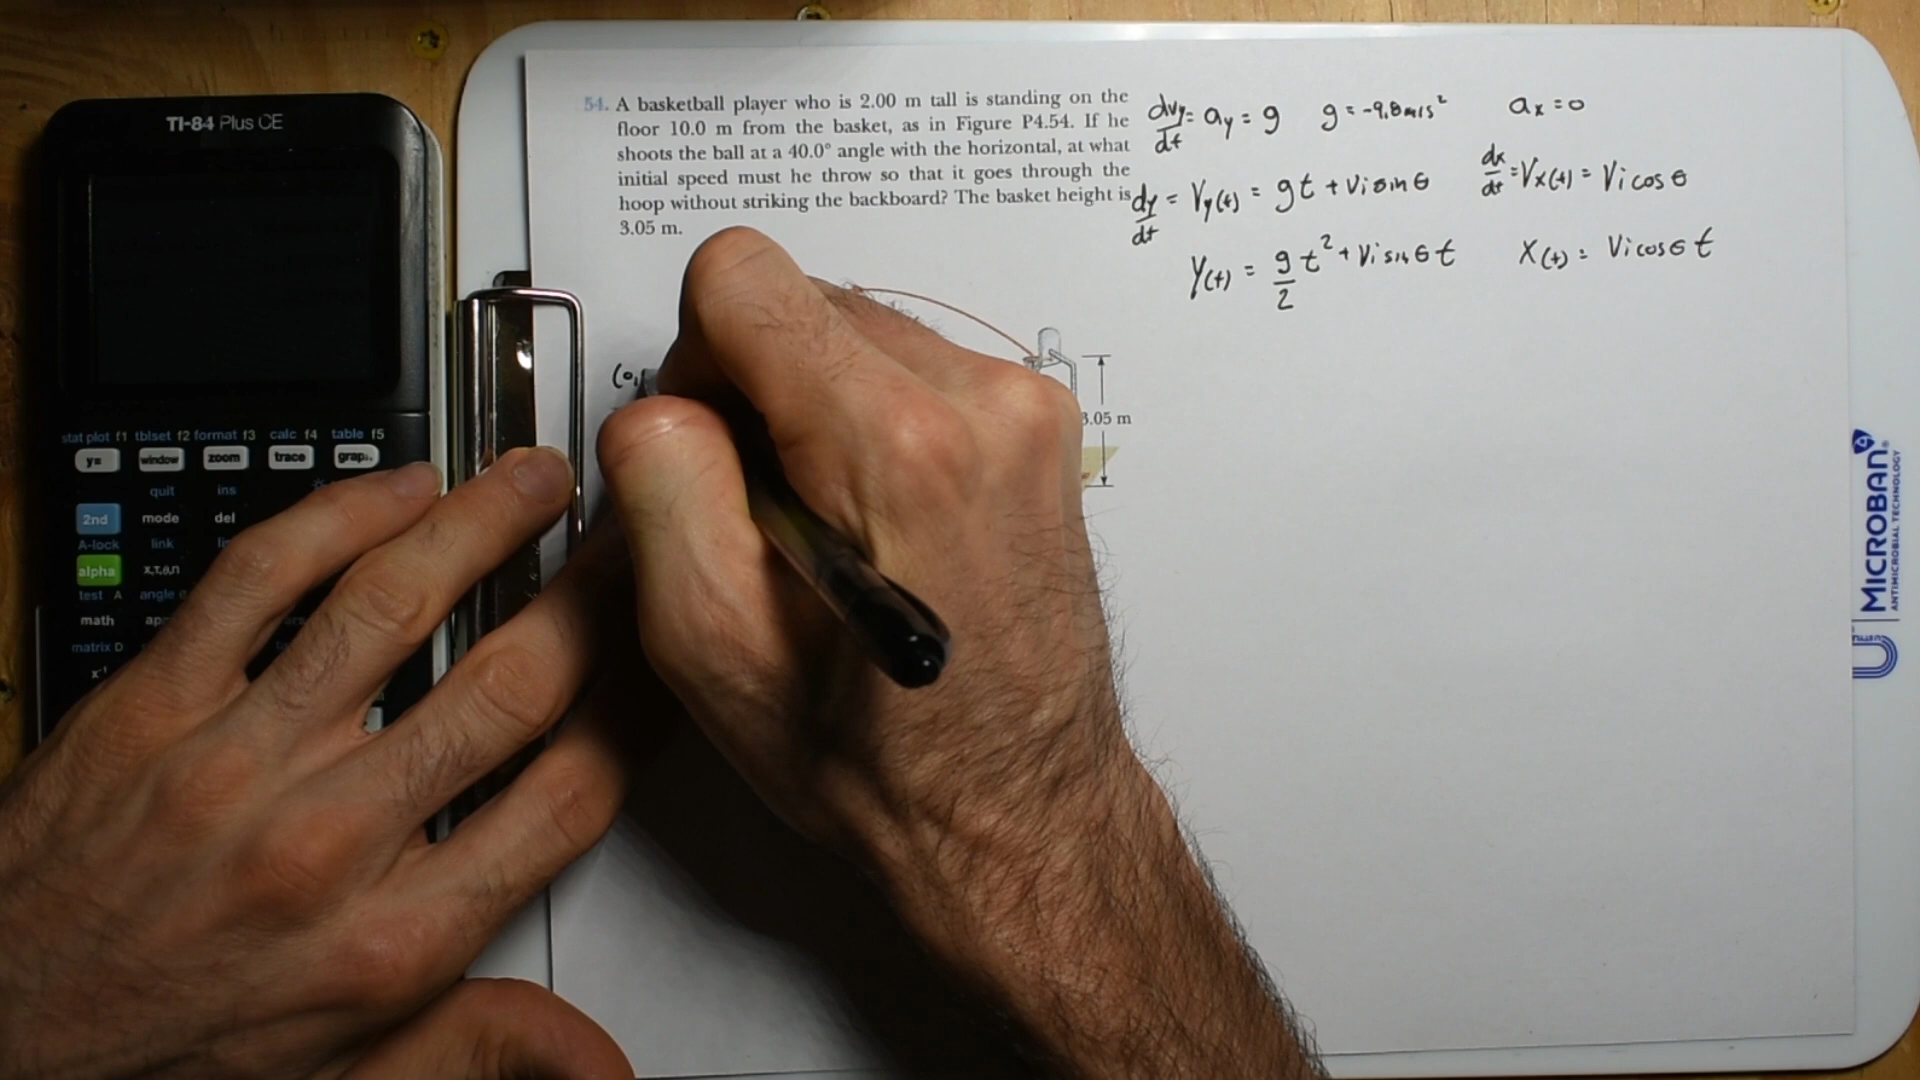 TI-84 Plus CE
stat plot f1 tblset f2 format f3 calc f4 table f5
y= window zoom trace
quit ins
2nd mode del
A-lock link
alpha X,T,θ,n
test A angle
math
matrix D
x⁻¹
54. A basketball player who is 2.00 m tall is standing on the
floor 10.0 m from the basket, as in Figure P4.54. If he
shoots the ball at a 40.0° angle with the horizontal, at what
initial speed must he throw so that it goes through the
hoop without striking the backboard? The basket height is
3.05 m.
(0,
3.05 m
dvy/dt = ay = g g = -9,8m/s² ax = 0
dy/dt = Vy(t) = gt + Vi sin θ dx/dt = Vx(t) = Vi cos θ
Y(t) = g/2 t² + Vi sin θ t X(t) = Vi cos θ t
MICROBAN®
ANTIMICROBIAL TECHNOLOGY